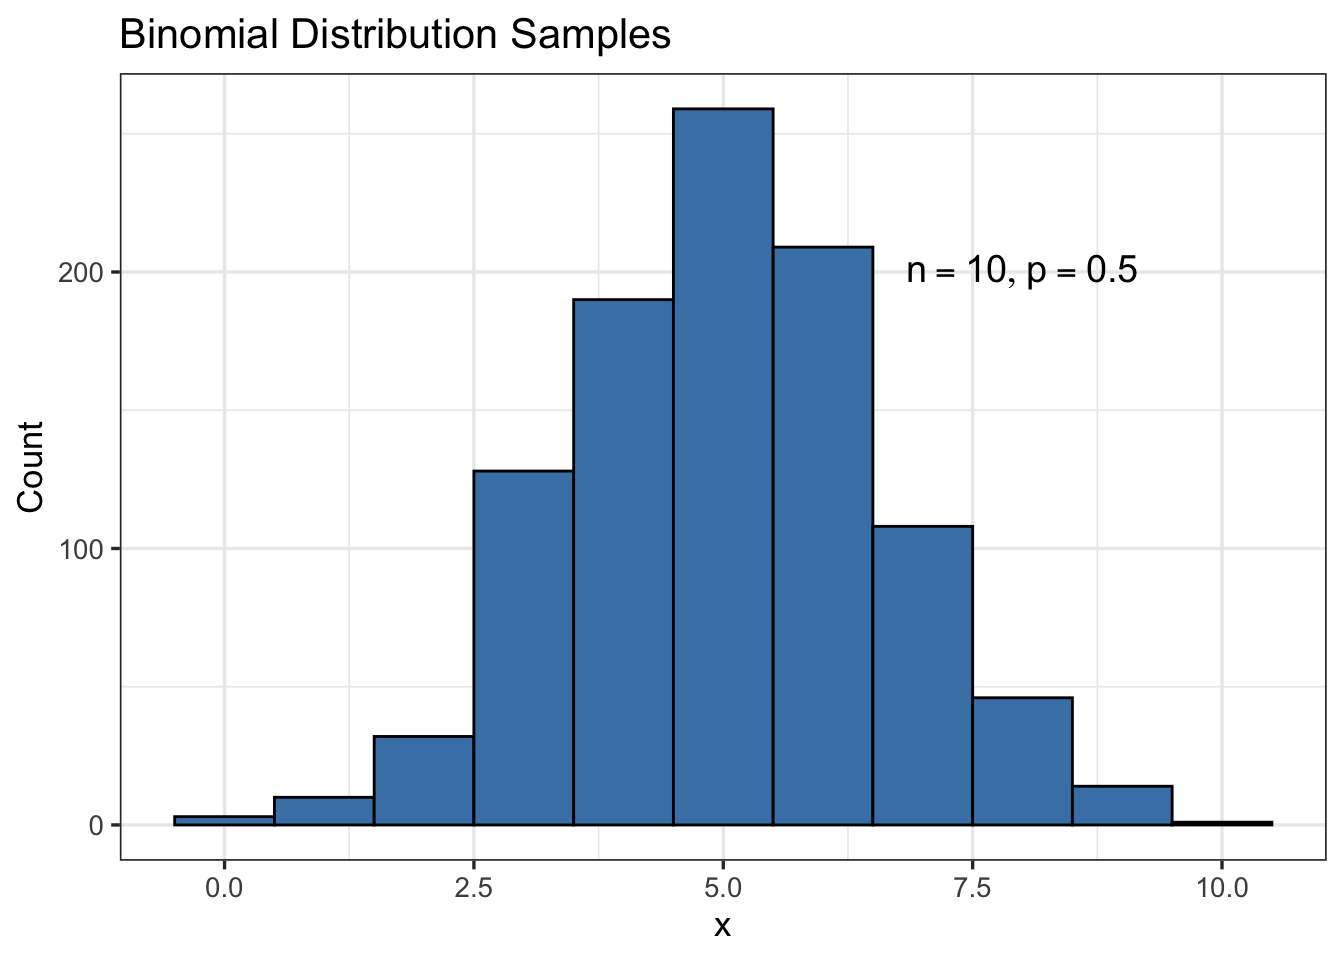 Binomial Distribution Samples
n = 10, p = 0.5
Count
200
100
0
0.0 2.5 5.0 7.5 10.0
x